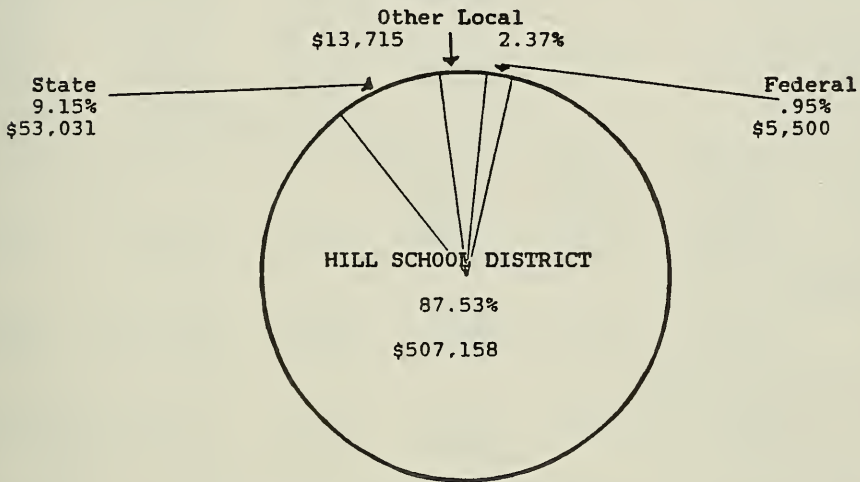 Other Local
$13,715 2.37%
State
9.15%
$53,031
Federal
.95%
$5,500
HILL SCHOOL DISTRICT
87.53%
$507,158